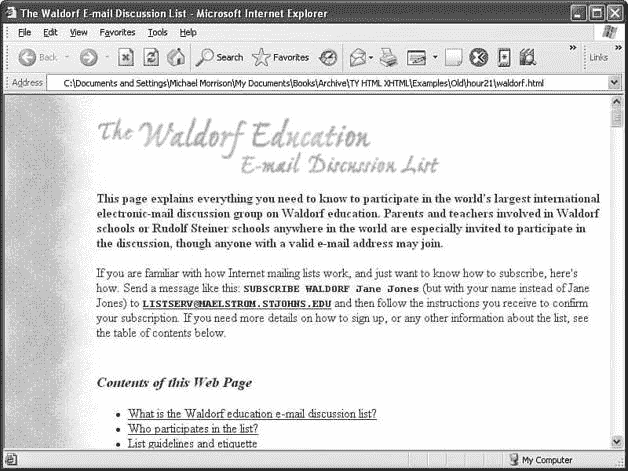 The Waldorf E-mail Discussion List - Microsoft Internet Explorer
File Edit View Favorites Tools Help
Back Search Favorites Links
Address C:\Documents and Settings\Michael Morrison\My Documents\Books\Archive\TY HTML XHTML\Examples\Old\hour21\waldorf.html
The Waldorf Education
E-mail Discussion List
This page explains everything you need to know to participate in the world's largest international
electronic-mail discussion group on Waldorf education. Parents and teachers involved in Waldorf
schools or Rudolf Steiner schools anywhere in the world are especially invited to participate in
the discussion, though anyone with a valid e-mail address may join.
If you are familiar with how Internet mailing lists work, and just want to know how to subscribe, here's
how. Send a message like this: SUBSCRIBE WALDORF Jane Jones (but with your name instead of Jane
Jones) to LISTSERV@MAELSTROM.STJOHNS.EDU and then follow the instructions you receive to confirm
your subscription. If you need more details on how to sign up, or any other information about the list, see
the table of contents below.
Contents of this Web Page
• What is the Waldorf education e-mail discussion list?
• Who participates in the list?
• List guidelines and etiquette
My Computer